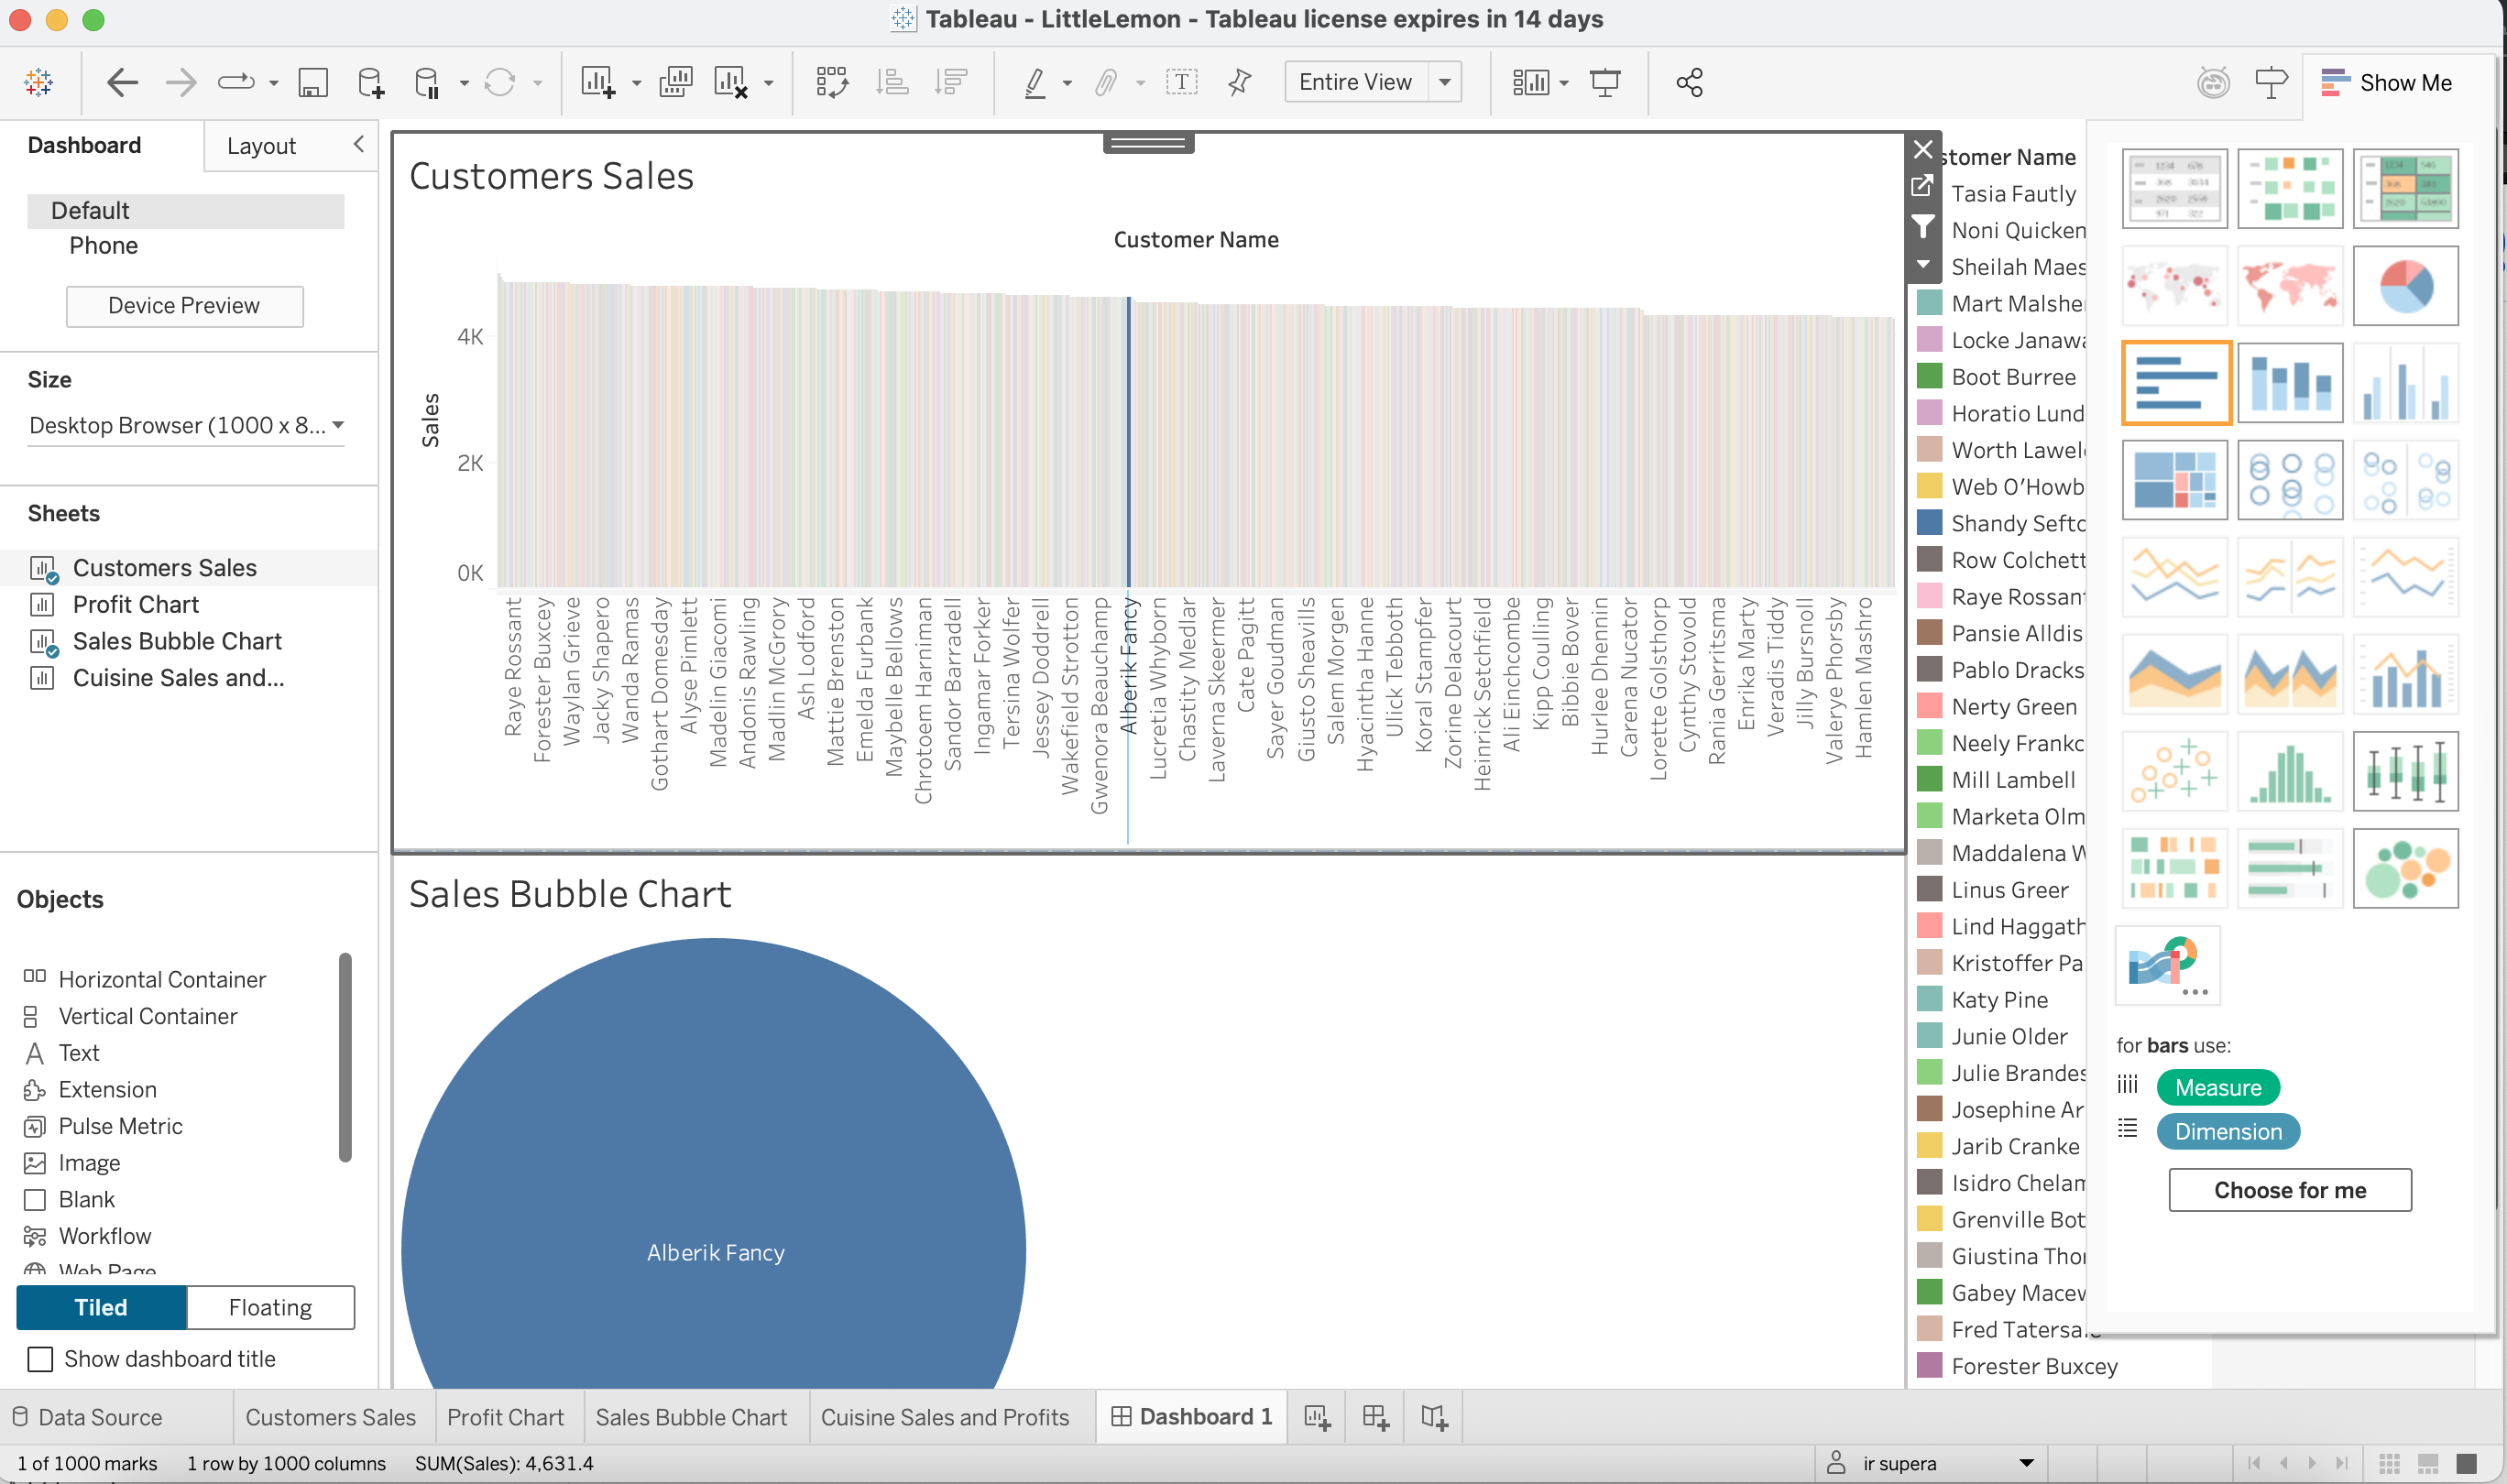 Tableau - LittleLemon - Tableau license expires in 14 days
Entire View
Show Me
Dashboard
Layout
Default
Phone
Device Preview
Size
Desktop Browser (1000 x 8...
Sheets
Customers Sales
Profit Chart
Sales Bubble Chart
Cuisine Sales and...
Objects
Horizontal Container
Vertical Container
Text
Extension
Pulse Metric
Image
Blank
Workflow
Web Page
Tiled
Floating
Show dashboard title
Customers Sales
Customer Name
Sales
4K
2K
0K
Raye Rossant
Forester Buxcey
Waylan Grieve
Jacky Shapero
Wanda Ramas
Gothart Domesday
Alyse Pimlett
Madelin Giacomi
Andonis Rawling
Madlin McGrory
Ash Lodford
Mattie Brenston
Emelda Furbank
Maybelle Bellows
Chrotoem Harniman
Sandor Barradell
Ingamar Forker
Tersina Wolfer
Jessey Doddrell
Wakefield Strotton
Gwenora Beauchamp
Alberik Fancy
Lucretia Whyborn
Chastity Medlar
Laverna Skeermer
Cate Pagitt
Sayer Goudman
Giusto Sheavills
Salem Morgen
Hyacintha Hanne
Ulick Tebboth
Koral Stampfer
Zorine Delacourt
Heinrick Setchfield
Ali Einchcombe
Kipp Coulling
Bibbie Bover
Hurlee Dhennin
Carena Nucator
Lorette Golsthorp
Cynthy Stovold
Rania Gerritsma
Enrika Marty
Veradis Tiddy
Jilly Bursnoll
Valerye Phorsby
Hamlen Mashro
Sales Bubble Chart
Alberik Fancy
stomer Name
Tasia Fautly
Noni Quicken
Sheilah Maes
Mart Malshe
Locke Janawa
Boot Burree
Horatio Lund
Worth Lawel
Web O'Howb
Shandy Sefto
Row Colchett
Raye Rossant
Pansie Alldis
Pablo Dracks
Nerty Green
Neely Frankc
Mill Lambell
Marketa Olm
Maddalena W
Linus Greer
Lind Haggath
Kristoffer Pa
Katy Pine
Junie Older
Julie Brandes
Josephine Ar
Jarib Cranke
Isidro Chelam
Grenville Bot
Giustina Thor
Gabey Macew
Fred Tatersa
Forester Buxcey
for bars use:
Measure
Dimension
Choose for me
Data Source
Customers Sales
Profit Chart
Sales Bubble Chart
Cuisine Sales and Profits
Dashboard 1
1 of 1000 marks
1 row by 1000 columns
SUM(Sales): 4,631.4
ir supera